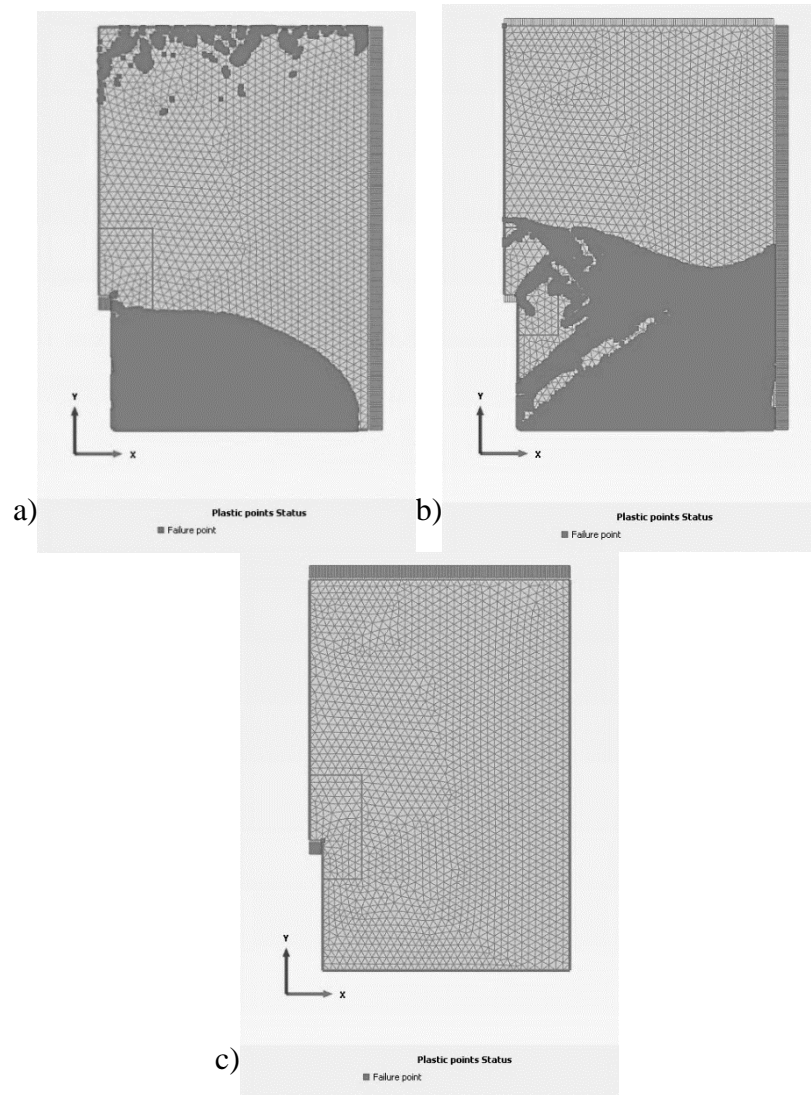 Y
Y
X
X
a)
b)
Plastic points Status
Plastic points Status
Failure point
Failure point
Y
X
c)
Plastic points Status
Failure point